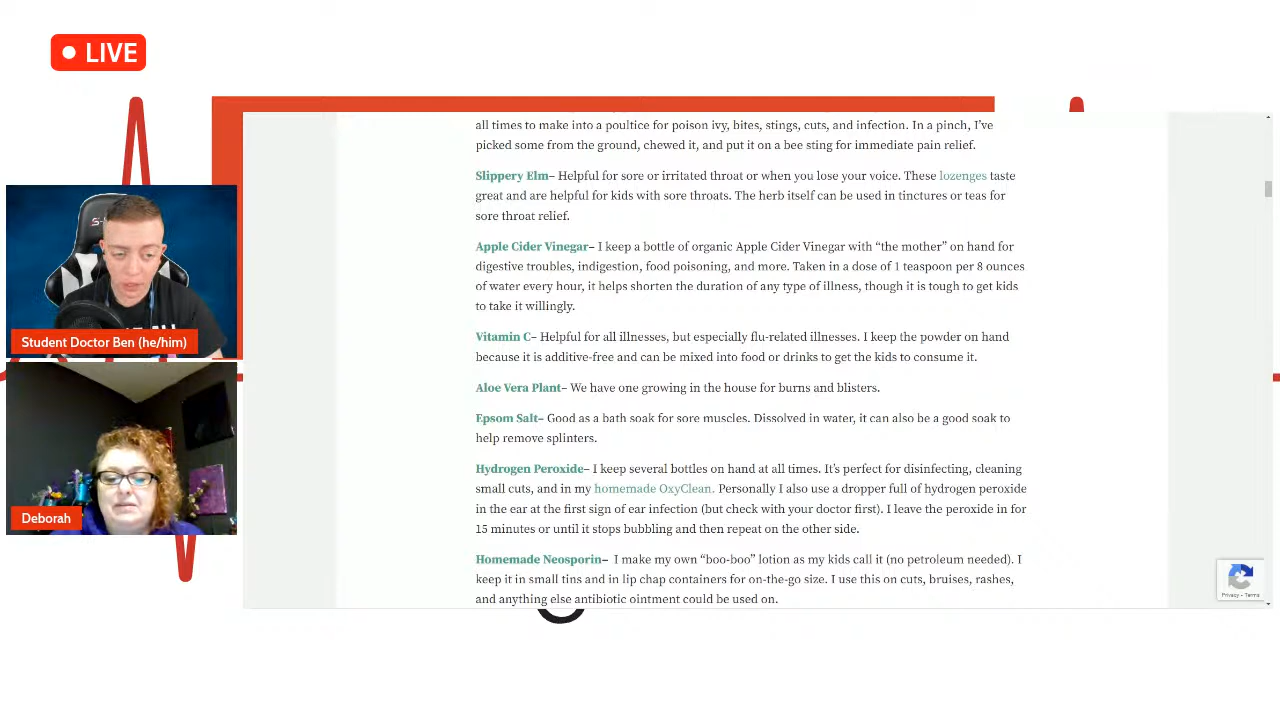 LIVE
all times to make into a poultice for poison ivy, bites, stings, cuts, and infection. In a pinch, I’ve
picked some from the ground, chewed it, and put it on a bee sting for immediate pain relief.
Slippery Elm– Helpful for sore or irritated throat or when you lose your voice. These lozenges taste
great and are helpful for kids with sore throats. The herb itself can be used in tinctures or teas for
sore throat relief.
Apple Cider Vinegar– I keep a bottle of organic Apple Cider Vinegar with “the mother” on hand for
digestive troubles, indigestion, food poisoning, and more. Taken in a dose of 1 teaspoon per 8 ounces
of water every hour, it helps shorten the duration of any type of illness, though it is tough to get kids
to take it willingly.
Vitamin C– Helpful for all illnesses, but especially flu-related illnesses. I keep the powder on hand
because it is additive-free and can be mixed into food or drinks to get the kids to consume it.
Aloe Vera Plant– We have one growing in the house for burns and blisters.
Epsom Salt– Good as a bath soak for sore muscles. Dissolved in water, it can also be a good soak to
help remove splinters.
Hydrogen Peroxide– I keep several bottles on hand at all times. It’s perfect for disinfecting, cleaning
small cuts, and in my homemade OxyClean. Personally I also use a dropper full of hydrogen peroxide
in the ear at the first sign of ear infection (but check with your doctor first). I leave the peroxide in for
15 minutes or until it stops bubbling and then repeat on the other side.
Homemade Neosporin– I make my own “boo-boo” lotion as my kids call it (no petroleum needed). I
keep it in small tins and in lip chap containers for on-the-go size. I use this on cuts, bruises, rashes,
and anything else antibiotic ointment could be used on.
Student Doctor Ben (he/him)
Deborah
Privacy - Terms